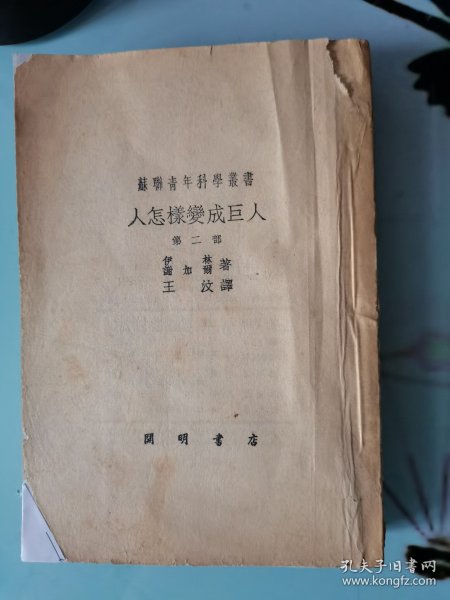 蘇聯青年科學叢書
人怎樣變成巨人
第二部
伊林
謝加爾 著
王汶譯
開明書店
孔夫子旧书网
www.kongfz.com